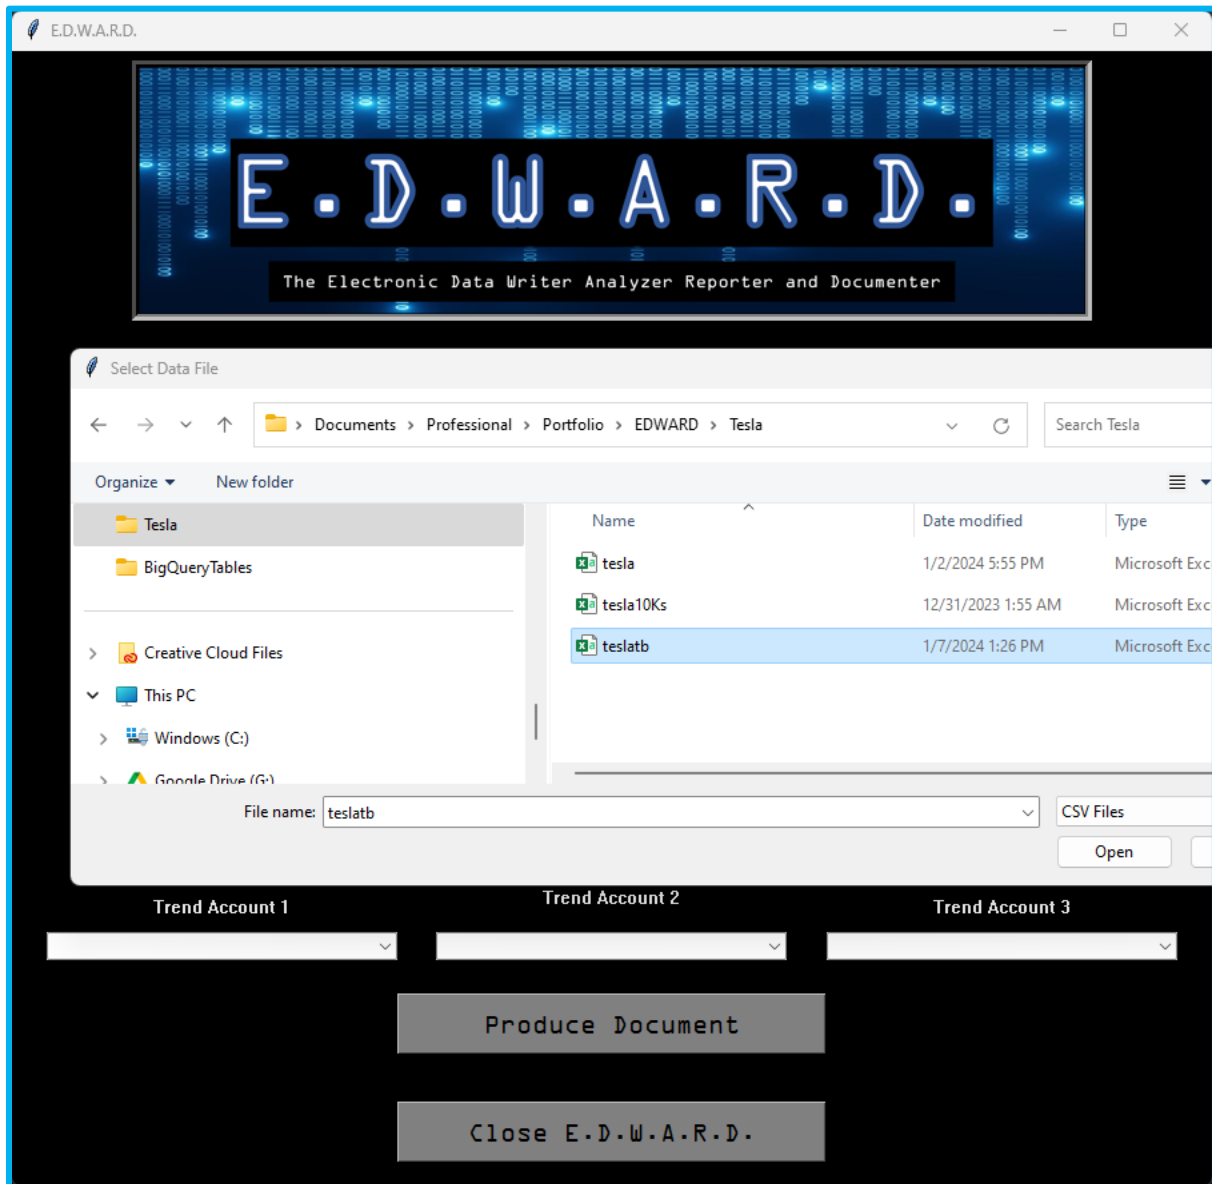 E.D.W.A.R.D.
E.D.W.A.R.D.
The Electronic Data Writer Analyzer Reporter and Documenter
Select Data File
Documents > Professional > Portfolio > EDWARD > Tesla
Search Tesla
Organize
New folder
Tesla
BigQueryTables
Creative Cloud Files
This PC
Windows (C:)
Google Drive (G:)
Name Date modified Type
tesla 1/2/2024 5:55 PM Microsoft Exc
tesla10Ks 12/31/2023 1:55 AM Microsoft Exc
teslatb 1/7/2024 1:26 PM Microsoft Exc
File name: teslatb
CSV Files
Open
Trend Account 1
Trend Account 2
Trend Account 3
Produce Document
Close E.D.W.A.R.D.